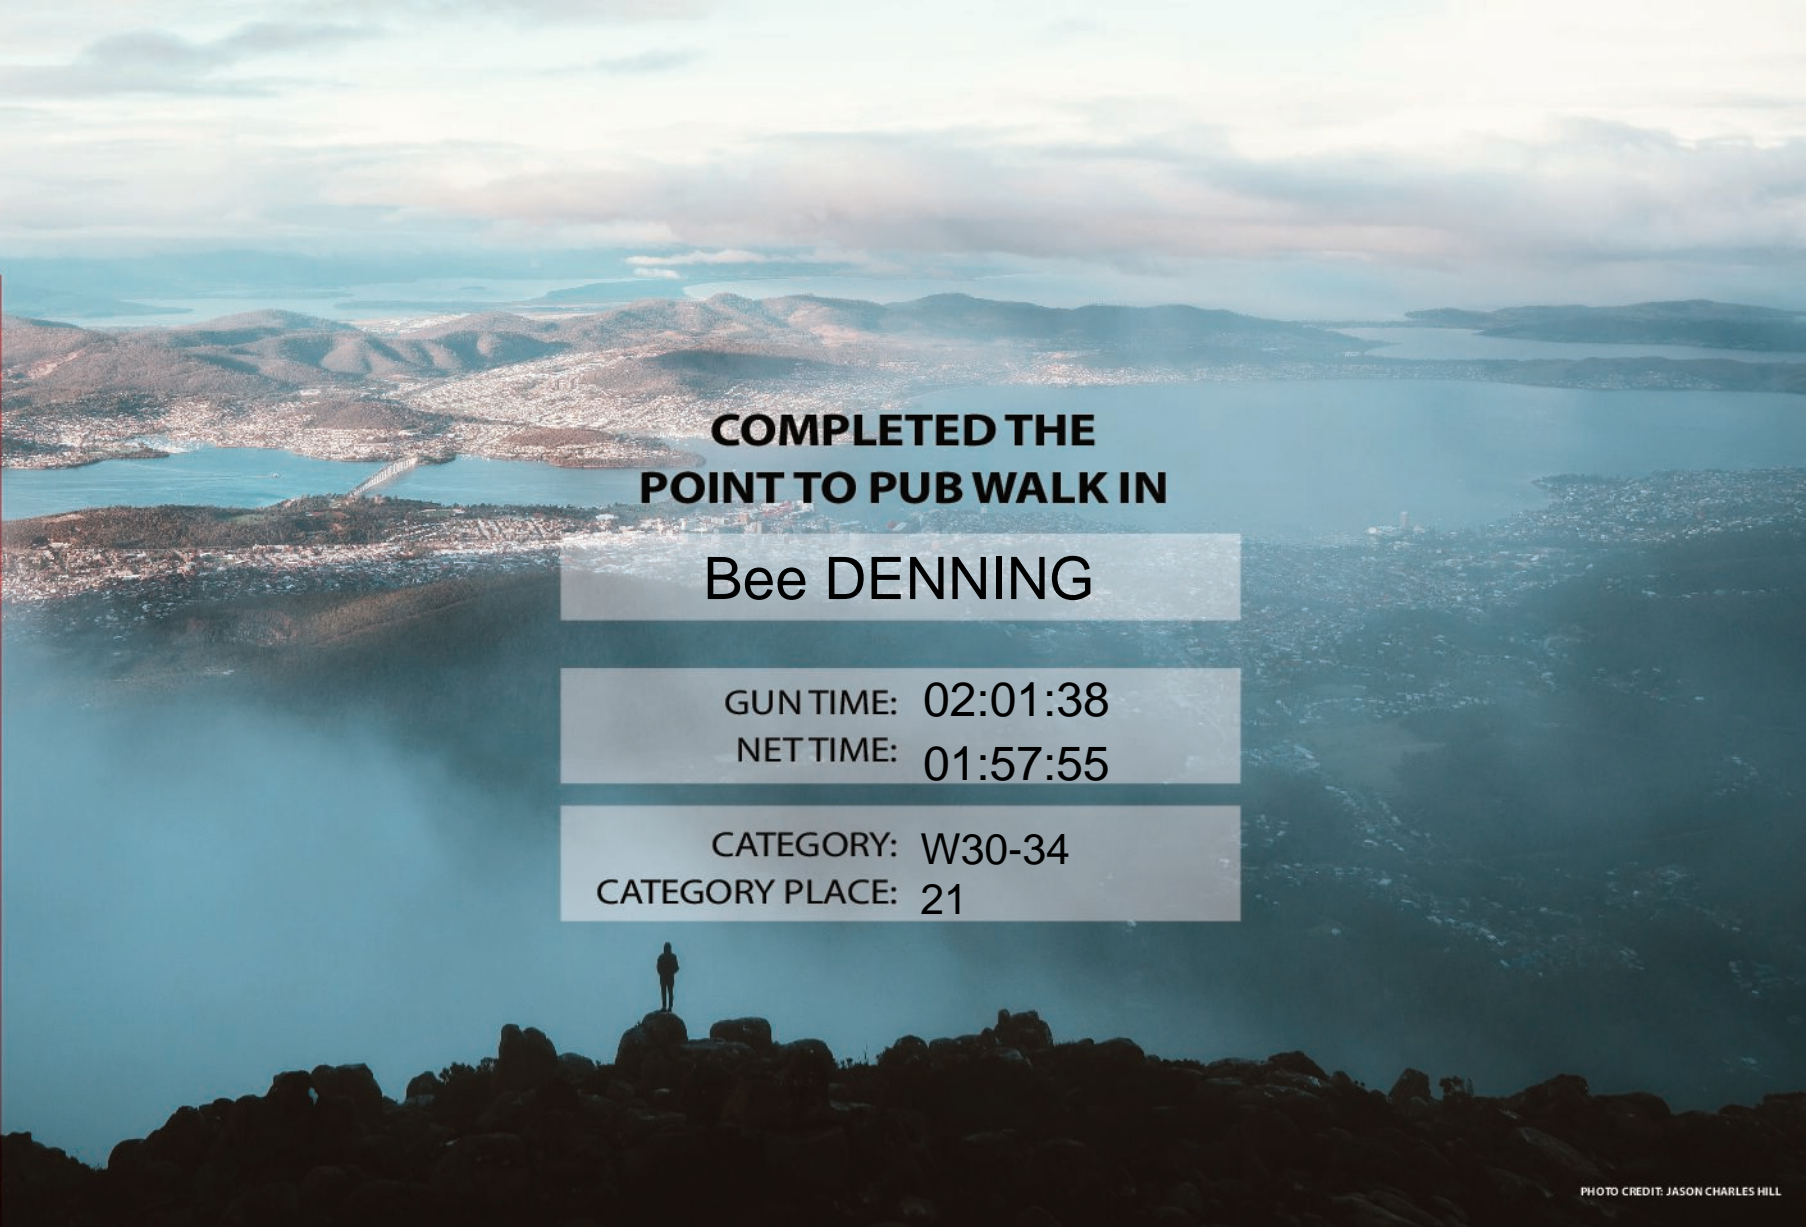 COMPLETED THE
POINT TO PUB WALK IN
Bee DENNING
GUN TIME: 02:01:38
NET TIME: 01:57:55
CATEGORY: W30-34
CATEGORY PLACE: 21
PHOTO CREDIT: JASON CHARLES HILL